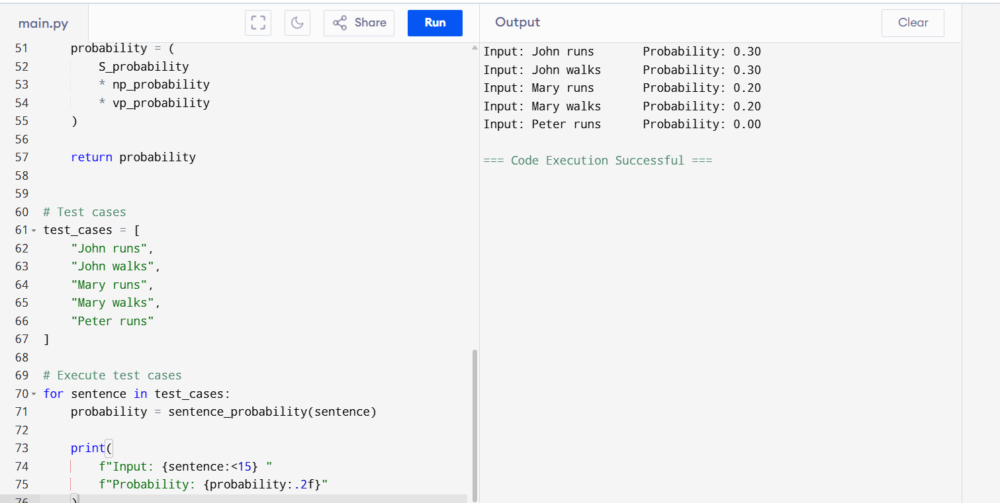 main.py
Share
Run
Output
Clear
51 probability = (
52 S_probability
53 * np_probability
54 * vp_probability
55 )
56
57 return probability
58
59
60 # Test cases
61 test_cases = [
62 "John runs",
63 "John walks",
64 "Mary runs",
65 "Mary walks",
66 "Peter runs"
67 ]
68
69 # Execute test cases
70 for sentence in test_cases:
71 probability = sentence_probability(sentence)
72
73 print(
74 f"Input: {sentence:<15} "
75 f"Probability: {probability:.2f}"
76 )
Input: John runs Probability: 0.30
Input: John walks Probability: 0.30
Input: Mary runs Probability: 0.20
Input: Mary walks Probability: 0.20
Input: Peter runs Probability: 0.00
=== Code Execution Successful ===